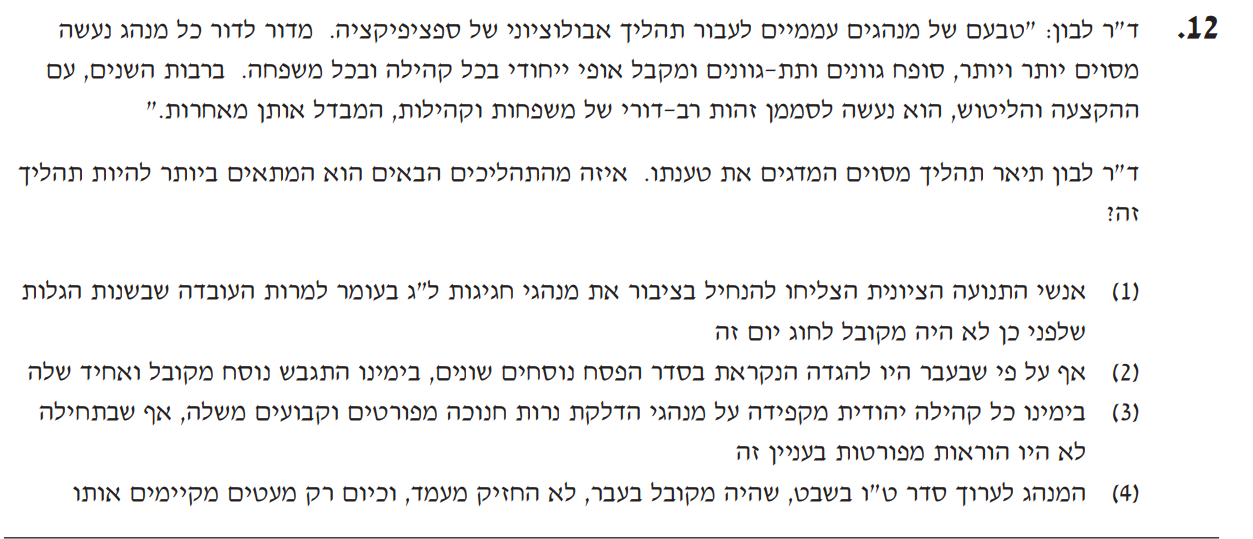 12. ד"ר לבון: "טבעם של מנהגים עממיים לעבור תהליך אבולוציוני של ספציפיקציה. מדור לדור כל מנהג נעשה
מסוים יותר ויותר, סופח גוונים ותת-גוונים ומקבל אופי ייחודי בכל קהילה ובכל משפחה. ברבות השנים, עם
ההקצעה והליטוש, הוא נעשה לסממן זהות רב-דורי של משפחות וקהילות, המבדל אותן מאחרות."
ד"ר לבון תיאר תהליך מסוים המדגים את טענתו. איזה מהתהליכים הבאים הוא המתאים ביותר להיות תהליך
זה?
(1) אנשי התנועה הציונית הצליחו להנחיל בציבור את מנהגי חגיגות ל"ג בעומר למרות העובדה שבשנות הגלות
שלפני כן לא היה מקובל לחוג יום זה
(2) אף על פי שבעבר היו להגדה הנקראת בסדר הפסח נוסחים שונים, בימינו התגבש נוסח מקובל ואחיד שלה
(3) בימינו כל קהילה יהודית מקפידה על מנהגי הדלקת נרות חנוכה מפורטים וקבועים משלה, אף שבתחילה
לא היו הוראות מפורטות בעניין זה
(4) המנהג לערוך סדר ט"ו בשבט, שהיה מקובל בעבר, לא החזיק מעמד, וכיום רק מעטים מקיימים אותו